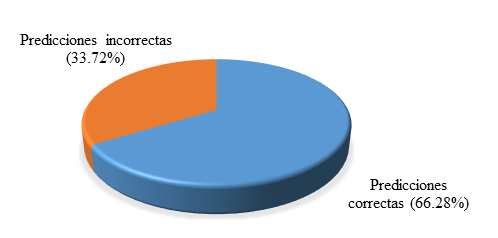 Predicciones incorrectas
(33.72%)
Predicciones
correctas (66.28%)